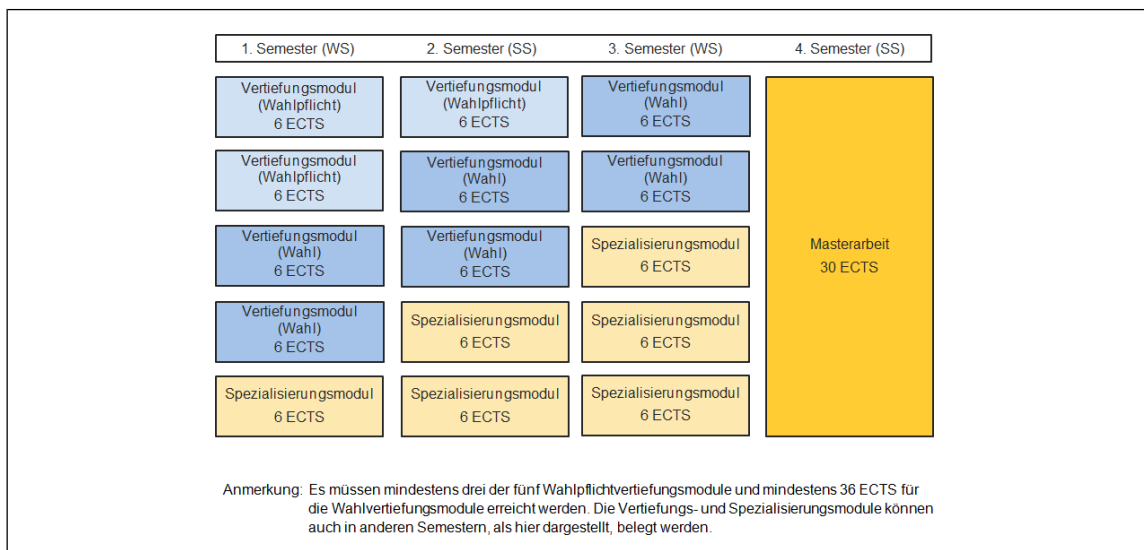 1. Semester (WS) 2. Semester (SS) 3. Semester (WS) 4. Semester (SS)
Vertiefungsmodul
(Wahlpflicht)
6 ECTS
Vertiefungsmodul
(Wahlpflicht)
6 ECTS
Vertiefungsmodul
(Wahl)
6 ECTS
Vertiefungsmodul
(Wahlpflicht)
6 ECTS
Vertiefungsmodul
(Wahl)
6 ECTS
Vertiefungsmodul
(Wahl)
6 ECTS
Vertiefungsmodul
(Wahl)
6 ECTS
Vertiefungsmodul
(Wahl)
6 ECTS
Spezialisierungsmodul
6 ECTS
Masterarbeit
30 ECTS
Vertiefungsmodul
(Wahl)
6 ECTS
Spezialisierungsmodul
6 ECTS
Spezialisierungsmodul
6 ECTS
Spezialisierungsmodul
6 ECTS
Spezialisierungsmodul
6 ECTS
Spezialisierungsmodul
6 ECTS
Anmerkung: Es müssen mindestens drei der fünf Wahlpflichtvertiefungsmodule und mindestens 36 ECTS für
die Wahlvertiefungsmodule erreicht werden. Die Vertiefungs- und Spezialisierungsmodule können
auch in anderen Semestern, als hier dargestellt, belegt werden.